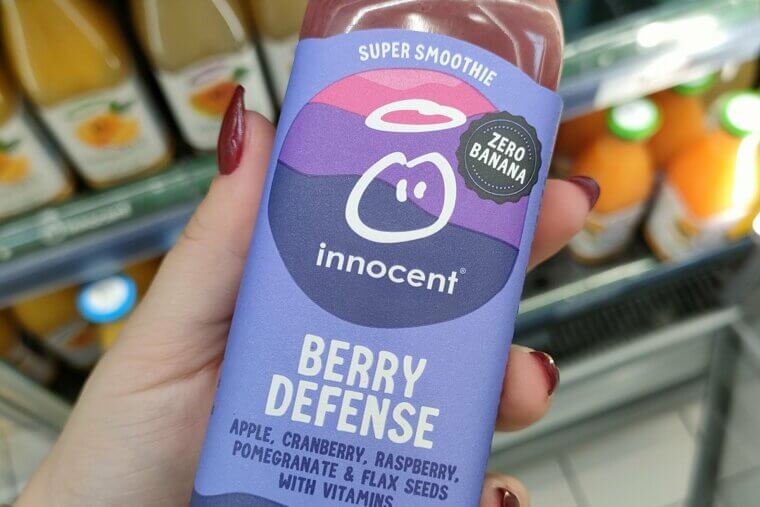 SUPER SMOOTHIE
ZERO
BANANA
innocent®
BERRY
DEFENSE
APPLE, CRANBERRY, RASPBERRY,
POMEGRANATE & FLAX SEEDS
WITH VITAMINS